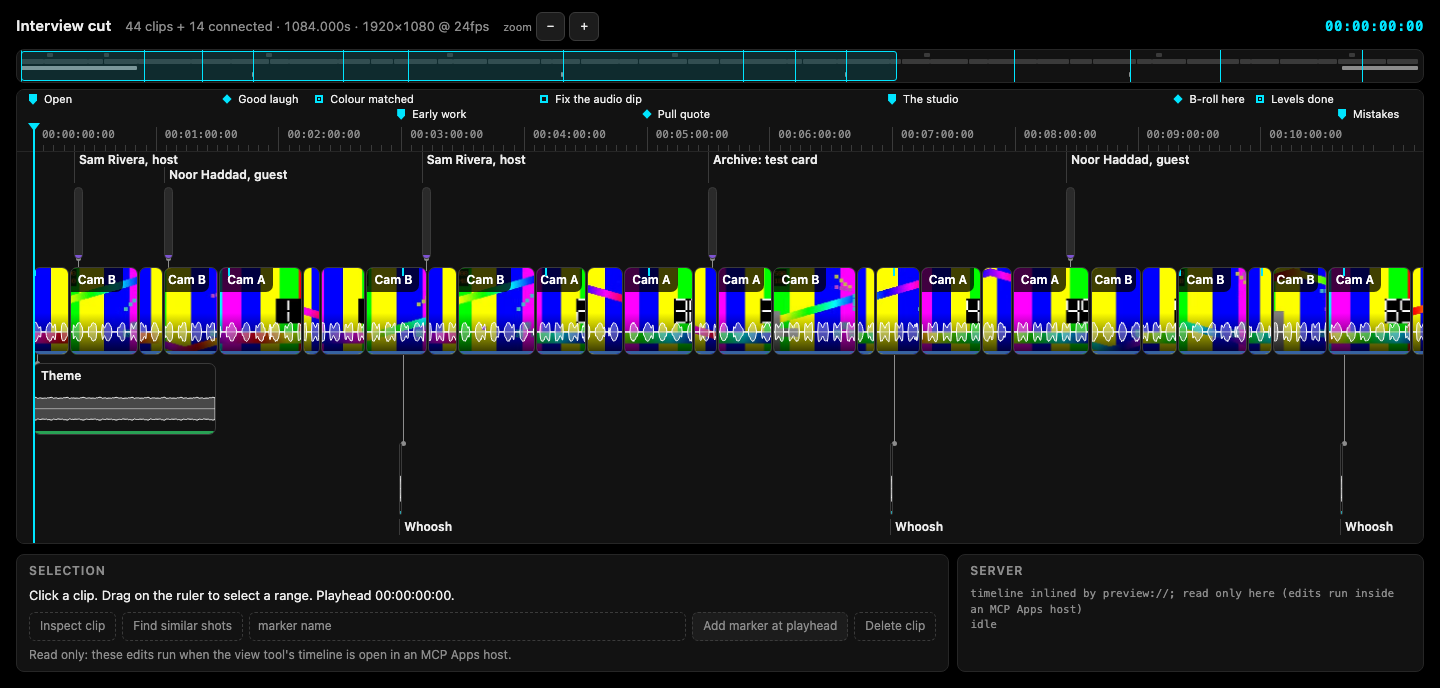 Interview cut 44 clips + 14 connected · 1084.000s · 1920×1080 @ 24fps zoom − + 00:00:00:00
Open Good laugh Colour matched Fix the audio dip The studio B-roll here Levels done
Early work Pull quote Mistakes
00:00:00:00 00:01:00:00 00:02:00:00 00:03:00:00 00:04:00:00 00:05:00:00 00:06:00:00 00:07:00:00 00:08:00:00 00:09:00:00 00:10:00:00
Sam Rivera, host Sam Rivera, host Archive: test card Noor Haddad, guest
Noor Haddad, guest
Cam B Cam B Cam A Cam B Cam B Cam A Cam A Cam A Cam B Cam A Cam A Cam B Cam B Cam B Cam A
Theme
Whoosh Whoosh Whoosh
SELECTION
Click a clip. Drag on the ruler to select a range. Playhead 00:00:00:00.
Inspect clip Find similar shots marker name Add marker at playhead Delete clip
Read only: these edits run when the view tool's timeline is open in an MCP Apps host.
SERVER
timeline inlined by preview://; read only here (edits run inside
an MCP Apps host)
idle